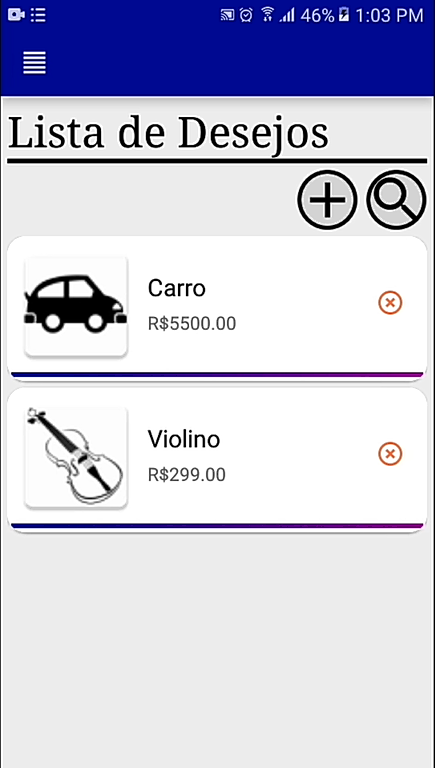 46% 1:03 PM
Lista de Desejos
Carro
R$5500.00
Violino
R$299.00